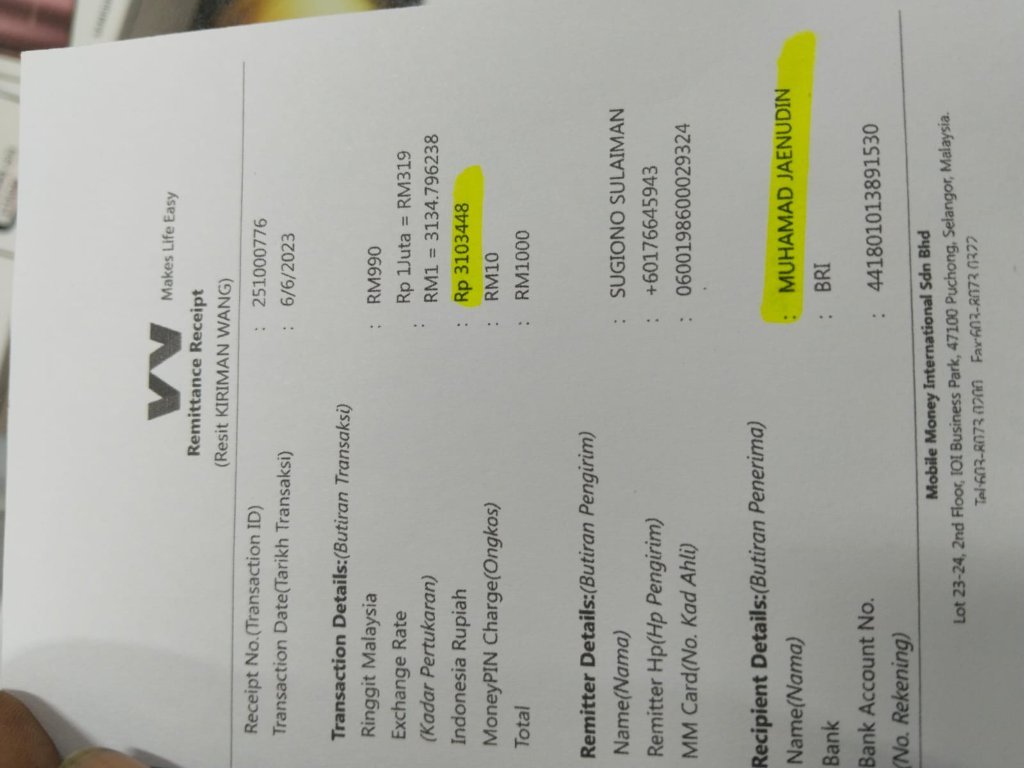 Makes Life Easy
Remittance Receipt
(Resit KIRIMAN WANG)
Receipt No.(Transaction ID) : 251000776
Transaction Date(Tarikh Transaksi) : 6/6/2023
Transaction Details:(Butiran Transaksi)
Ringgit Malaysia : RM990
Exchange Rate Rp 1Juta = RM319
(Kadar Pertukaran) : RM1 = 3134.796238
Indonesia Rupiah : Rp 3103448
MoneyPIN Charge(Ongkos) : RM10
Total : RM1000
Remitter Details:(Butiran Pengirim)
Name(Nama) : SUGIONO SULAIMAN
Remitter Hp(Hp Pengirim) : +60176645943
MM Card(No. Kad Ahli) : 0600198600029324
Recipient Details:(Butiran Penerima)
Name(Nama) : MUHAMAD JAENUDIN
Bank : BRI
Bank Account No. : 441801013891530
(No. Rekening)
Mobile Money International Sdn Bhd
Lot 23-24, 2nd Floor, IOI Business Park, 47100 Puchong, Selangor, Malaysia.
Tel:603-8073 0200 Fax:603-8073 0322